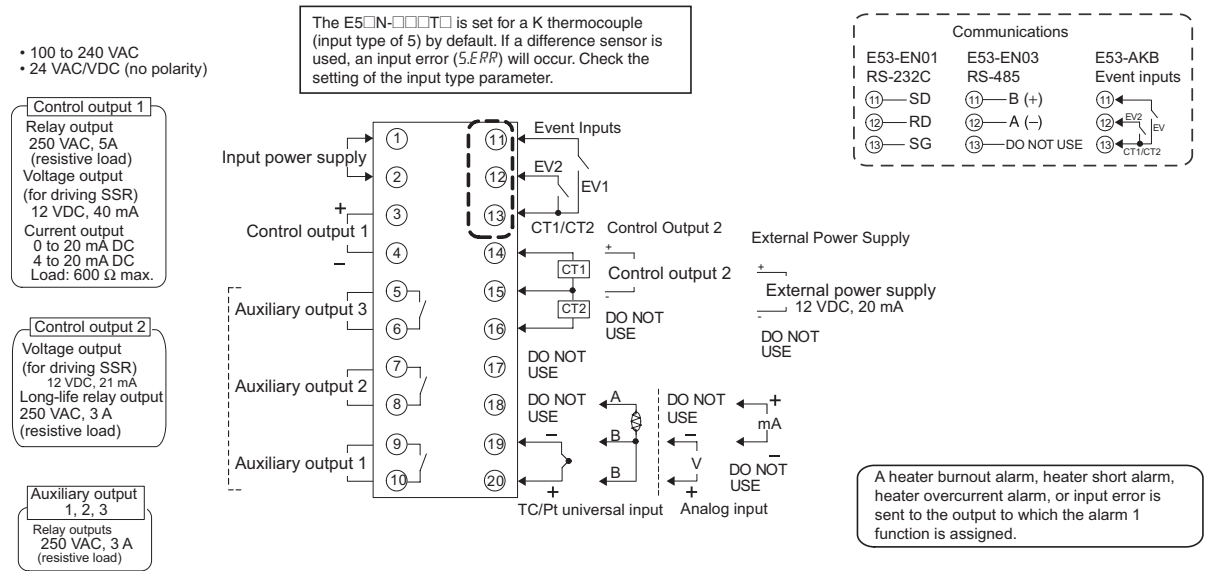 • 100 to 240 VAC
• 24 VAC/VDC (no polarity)
Control output 1
Relay output
250 VAC, 5A
(resistive load)
Voltage output
(for driving SSR)
12 VDC, 40 mA
Current output
0 to 20 mA DC
4 to 20 mA DC
Load: 600 Ω max.
Control output 2
Voltage output
(for driving SSR)
12 VDC, 21 mA
Long-life relay output
250 VAC, 3 A
(resistive load)
Auxiliary output
1, 2, 3
Relay outputs
250 VAC, 3 A
(resistive load)
The E5□N-□□□T□ is set for a K thermocouple
(input type of 5) by default. If a difference sensor is
used, an input error (S.ERR) will occur. Check the
setting of the input type parameter.
Input power supply
+
Control output 1
–
Auxiliary output 3
Auxiliary output 2
Auxiliary output 1
1
2
3
4
5
6
7
8
9
10
11
12
13
14
15
16
17
18
19
20
Event Inputs
EV2
EV1
CT1/CT2
CT1
CT2
Control Output 2
+
Control output 2
-
DO NOT
USE
External Power Supply
+
External power supply
12 VDC, 20 mA
-
DO NOT
USE
DO NOT
USE
DO NOT
USE
–
+
A
B
B
TC/Pt universal input
DO NOT
USE
–
V
+
Analog input
+
mA
–
DO NOT
USE
Communications
E53-EN01
RS-232C
11 SD
12 RD
13 SG
E53-EN03
RS-485
11 B (+)
12 A (–)
13 DO NOT USE
E53-AKB
Event inputs
11
12 EV2
EV
13 CT1/CT2
A heater burnout alarm, heater short alarm,
heater overcurrent alarm, or input error is
sent to the output to which the alarm 1
function is assigned.